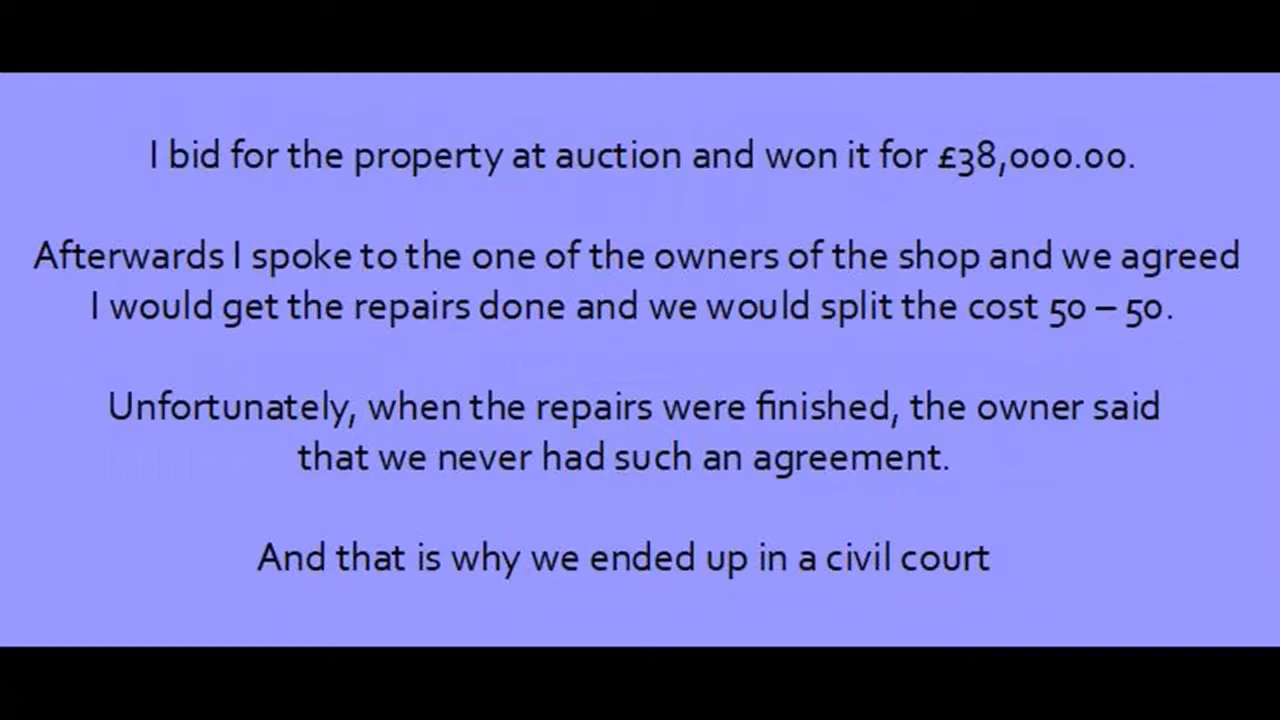 I bid for the property at auction and won it for £38,000.00.
Afterwards I spoke to the one of the owners of the shop and we agreed
I would get the repairs done and we would split the cost 50 – 50.
Unfortunately, when the repairs were finished, the owner said
that we never had such an agreement.
And that is why we ended up in a civil court